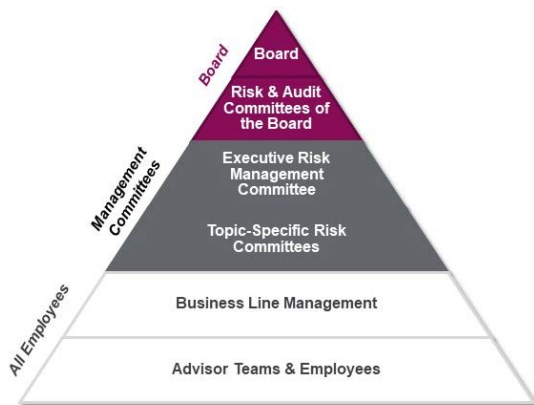 Board
Board
Risk & Audit
Committees of
the Board
Management
Committees
Executive Risk
Management
Committee
Topic-Specific Risk
Committees
All Employees
Business Line Management
Advisor Teams & Employees